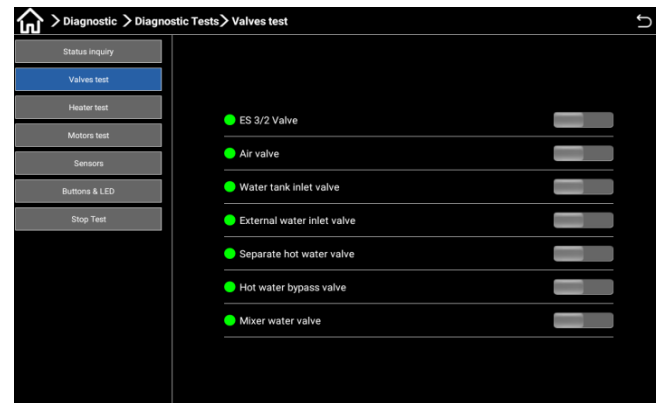 > Diagnostic > Diagnostic Tests > Valves test
Status inquiry
Valves test
Heater test
Motors test
Sensors
Buttons & LED
Stop Test
ES 3/2 Valve
Air valve
Water tank inlet valve
External water inlet valve
Separate hot water valve
Hot water bypass valve
Mixer water valve